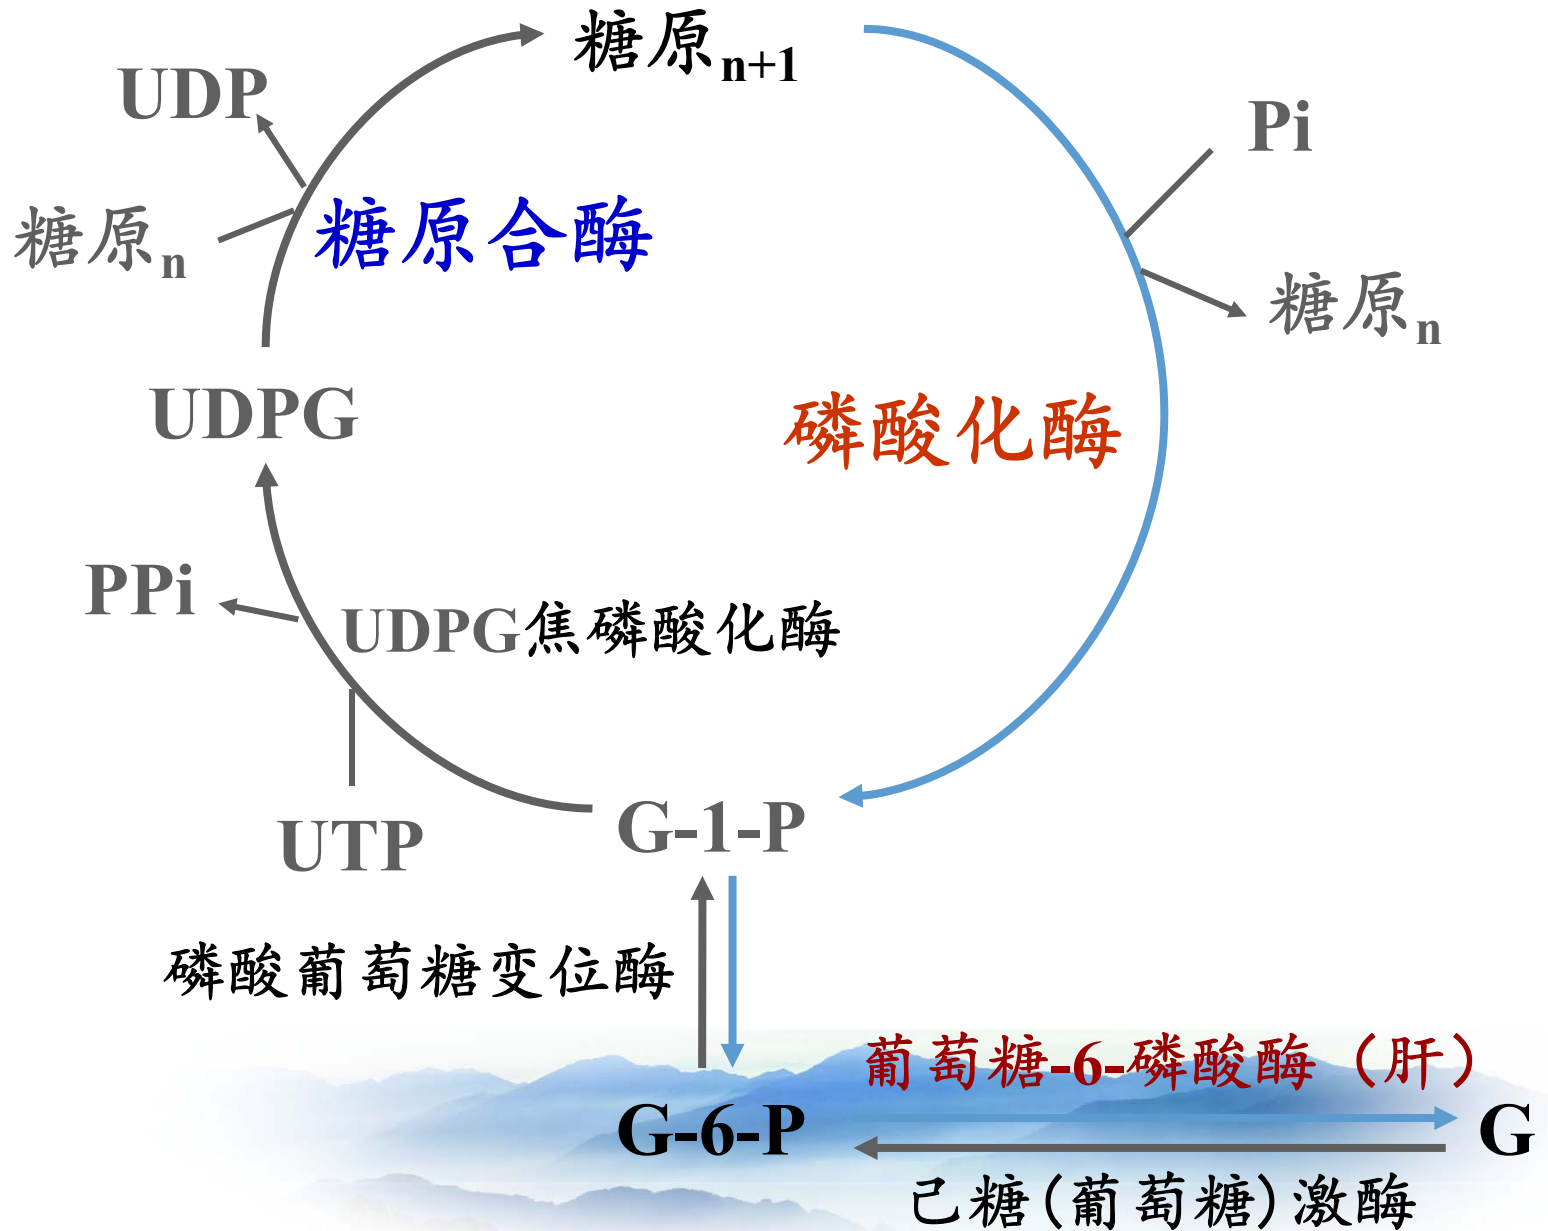 糖原n+1
UDP
Pi
糖原n
糖原合酶
糖原n
UDPG
磷酸化酶
PPi
UDPG焦磷酸化酶
G-1-P
UTP
磷酸葡萄糖变位酶
葡萄糖-6-磷酸酶（肝）
G-6-P
G
己糖(葡萄糖)激酶